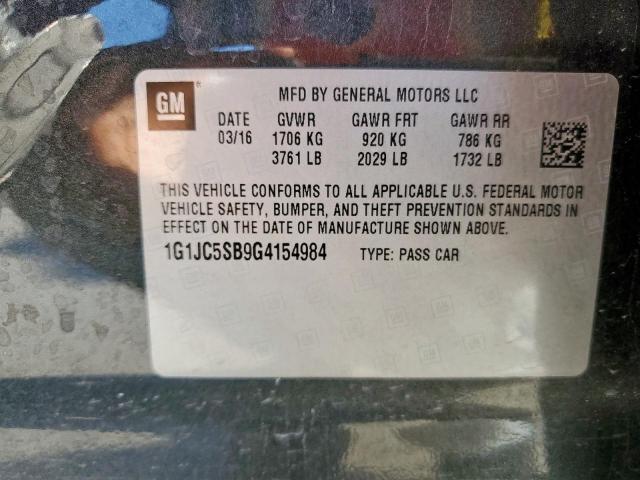 GM
MFD BY GENERAL MOTORS LLC
DATE GVWR GAWR FRT GAWR RR
03/16 1706 KG 920 KG 786 KG
3761 LB 2029 LB 1732 LB
THIS VEHICLE CONFORMS TO ALL APPLICABLE U.S. FEDERAL MOTOR
VEHICLE SAFETY, BUMPER, AND THEFT PREVENTION STANDARDS IN
EFFECT ON THE DATE OF MANUFACTURE SHOWN ABOVE.
1G1JC5SB9G4154984 TYPE: PASS CAR